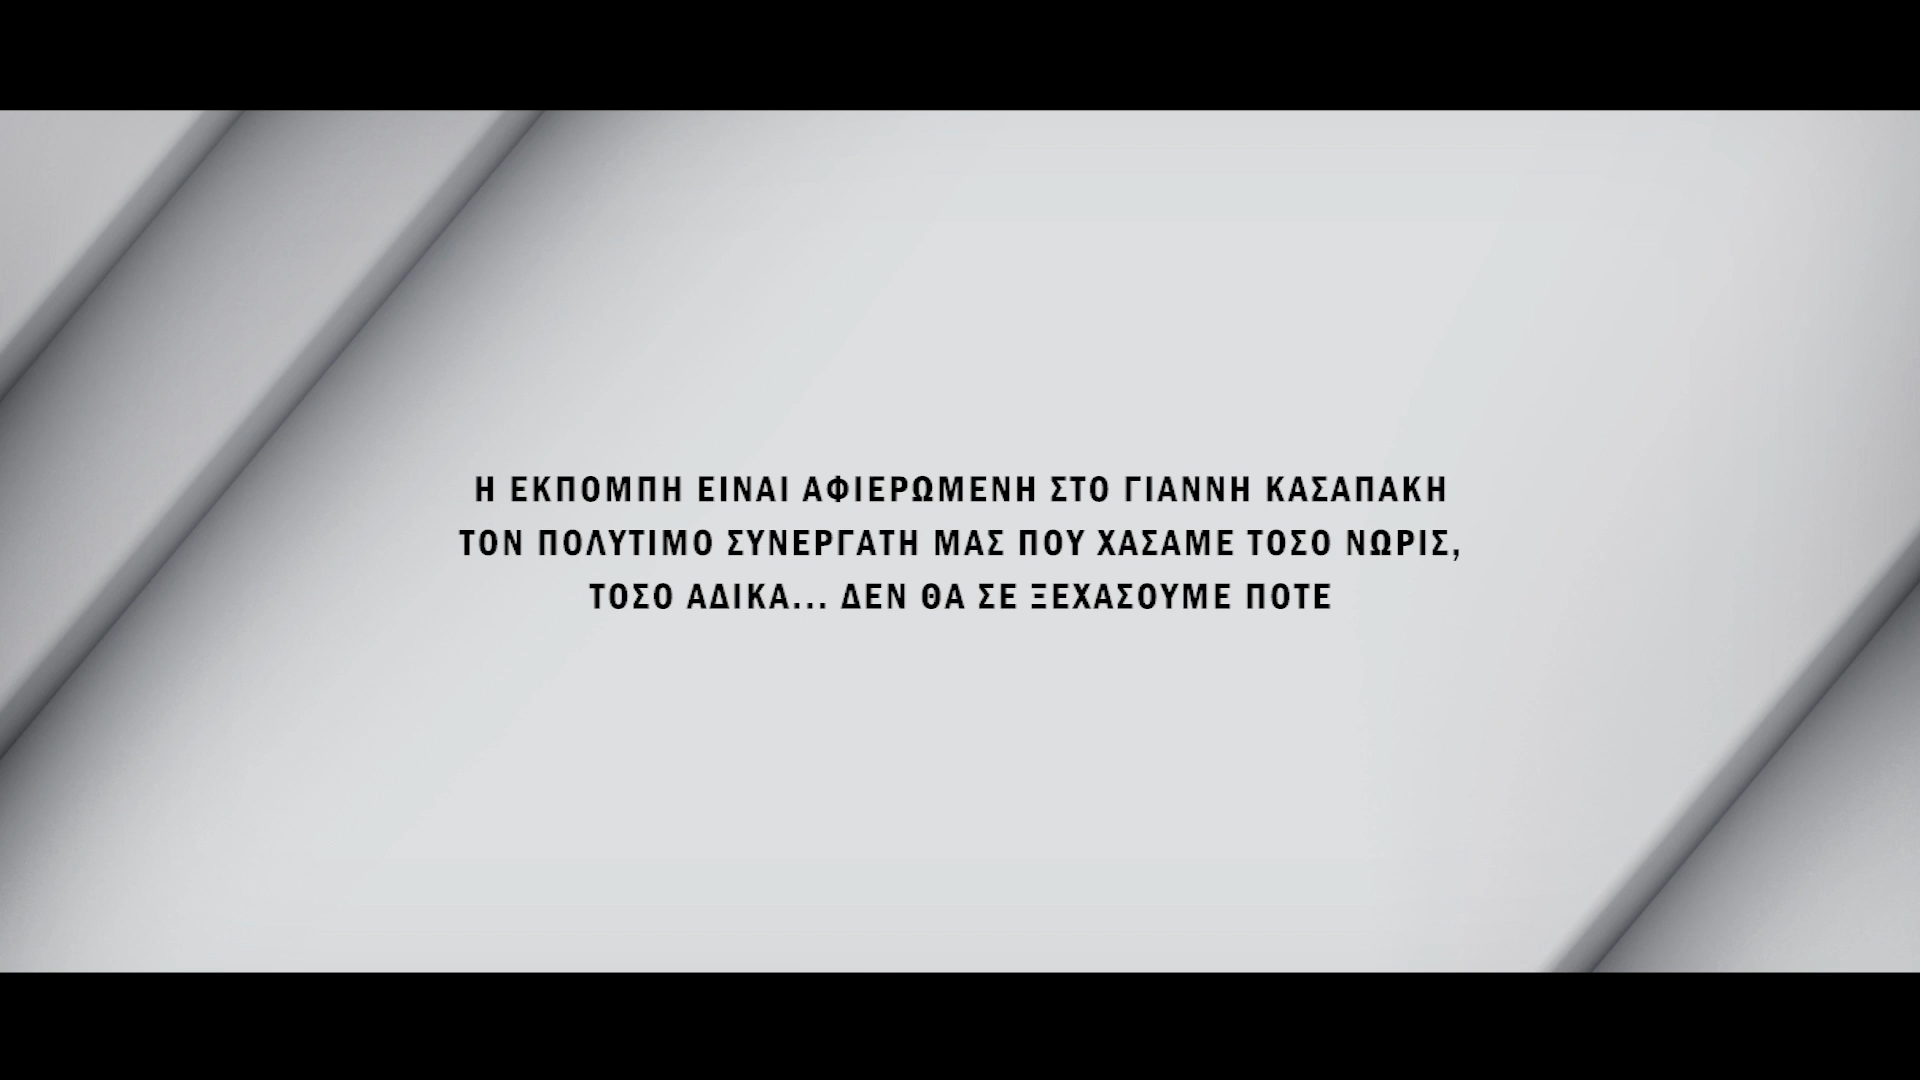 Η ΕΚΠΟΜΠΗ ΕΙΝΑΙ ΑΦΙΕΡΩΜΕΝΗ ΣΤΟ ΓΙΑΝΝΗ ΚΑΣΑΠΑΚΗ
ΤΟΝ ΠΟΛΥΤΙΜΟ ΣΥΝΕΡΓΑΤΗ ΜΑΣ ΠΟΥ ΧΑΣΑΜΕ ΤΟΣΟ ΝΩΡΙΣ,
ΤΟΣΟ ΑΔΙΚΑ... ΔΕΝ ΘΑ ΣΕ ΞΕΧΑΣΟΥΜΕ ΠΟΤΕ